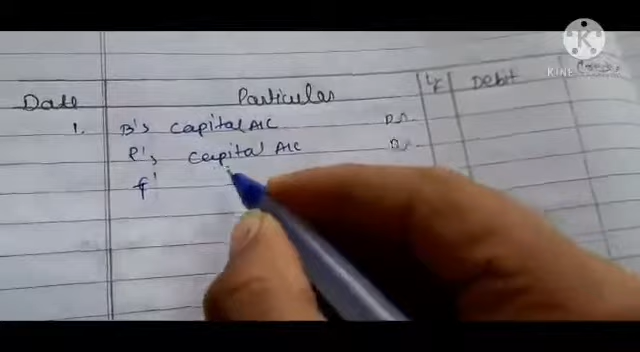 Date Particulars L.F Debit
1. B's Capital A/c Dr.
P's, Capital A/c Dr.
f'
KINE